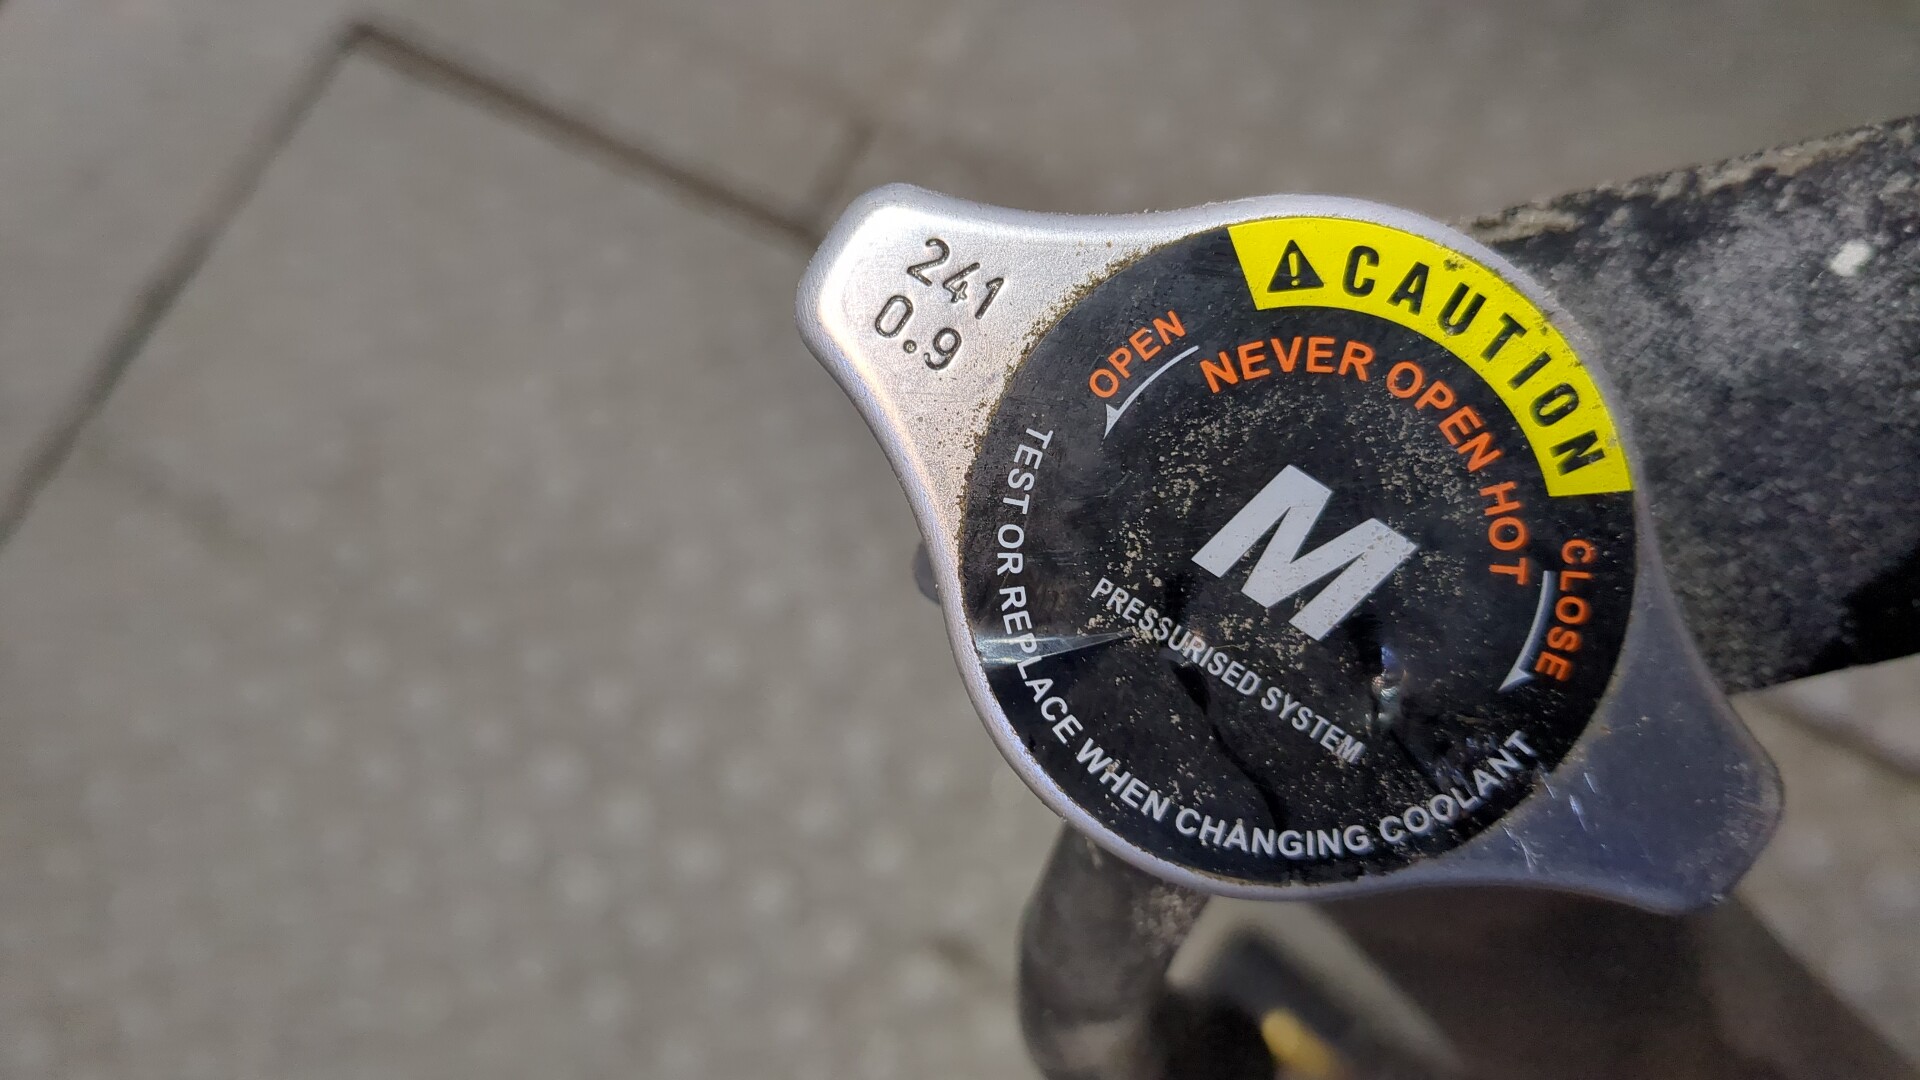 241
0.9
CAUTION
OPEN
NEVER OPEN HOT
CLOSE
M
PRESSURISED SYSTEM
TEST OR REPLACE WHEN CHANGING COOLANT